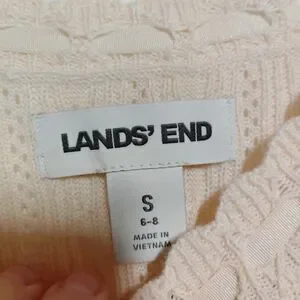 LANDS' END
S
6-8
MADE IN
VIETNAM